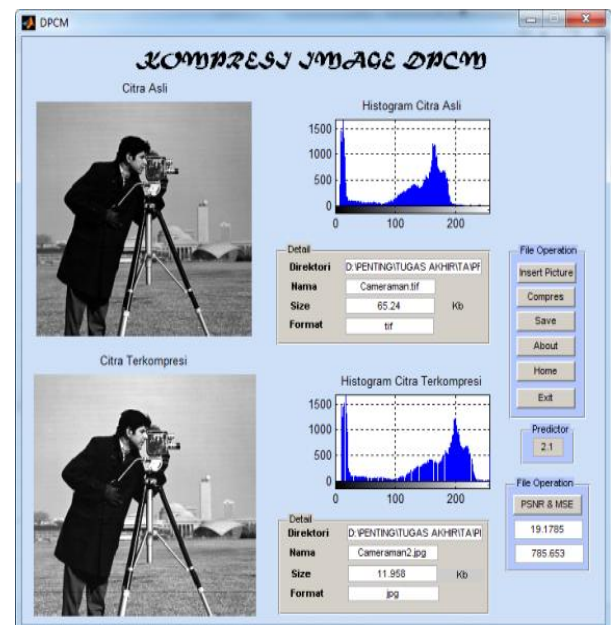 DPCM
KOMPRESI IMAGE DPCM
Citra Asli
Histogram Citra Asli
1500
1000
500
0
0 100 200
Detail
Direktori D:\PENTING\TUGAS AKHIR\TA\PF
Nama Cameraman.tif
Size 65.24 Kb
Format tif
File Operation
Insert Picture
Compres
Save
About
Home
Exit
Citra Terkompresi
Histogram Citra Terkompresi
1500
1000
500
0
0 100 200
Predictor
2.1
File Operation
PSNR & MSE
19.1785
785.653
Detail
Direktori D:\PENTING\TUGAS AKHIR\TA\PI
Nama Cameraman2.jpg
Size 11.958 Kb
Format jpg